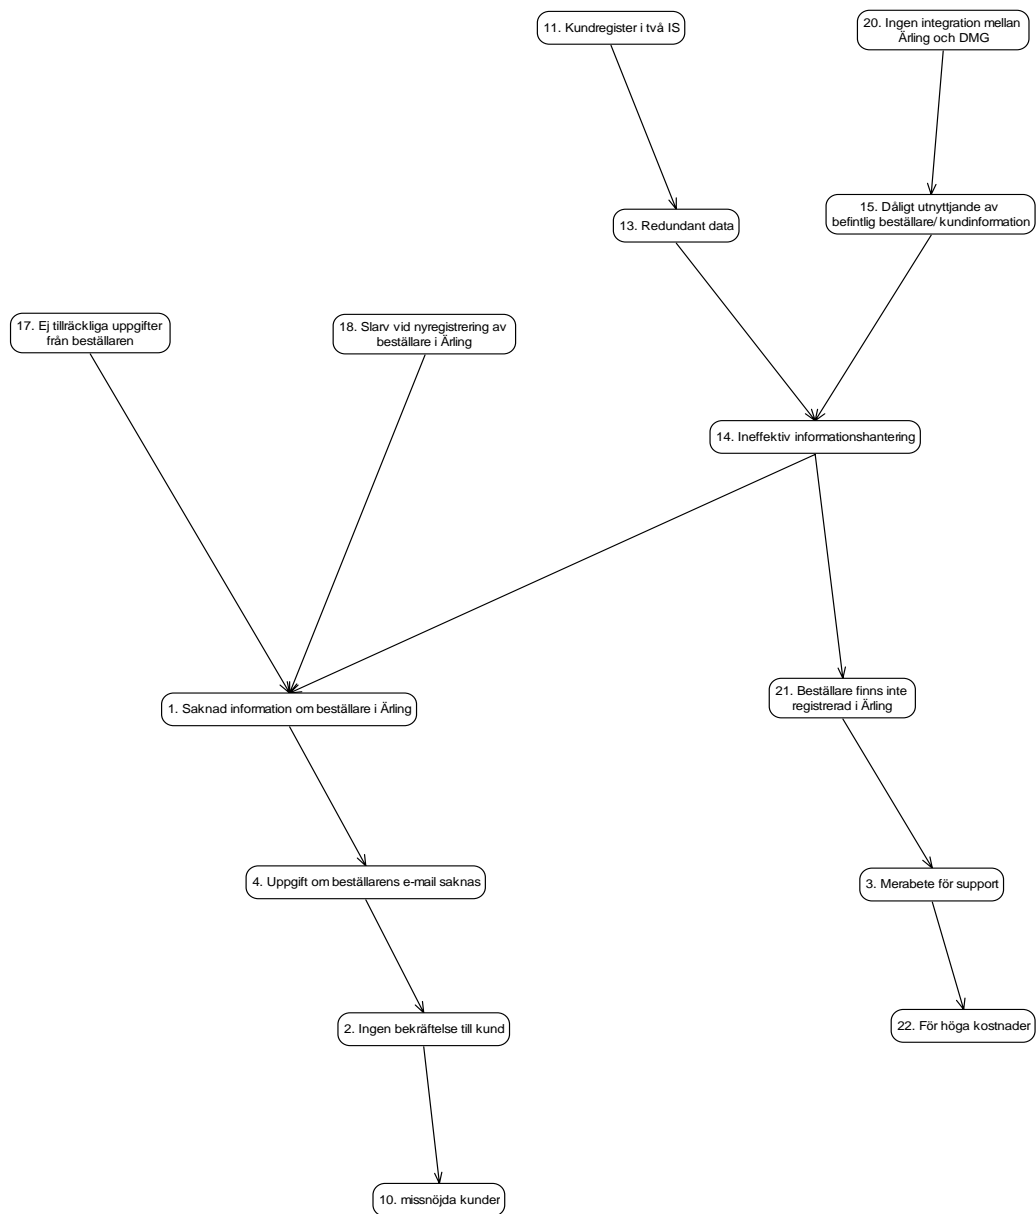 11. Kundregister i två IS
20. Ingen integration mellan
Ärling och DMG
13. Redundant data
15. Dåligt utnyttjande av
befintlig beställare/ kundinformation
17. Ej tillräckliga uppgifter
från beställaren
18. Slarv vid nyregistrering av
beställare i Ärling
14. Ineffektiv informationshantering
1. Saknad information om beställare i Ärling
21. Beställare finns inte
registrerad i Ärling
4. Uppgift om beställarens e-mail saknas
3. Merabete för support
2. Ingen bekräftelse till kund
22. För höga kostnader
10. missnöjda kunder